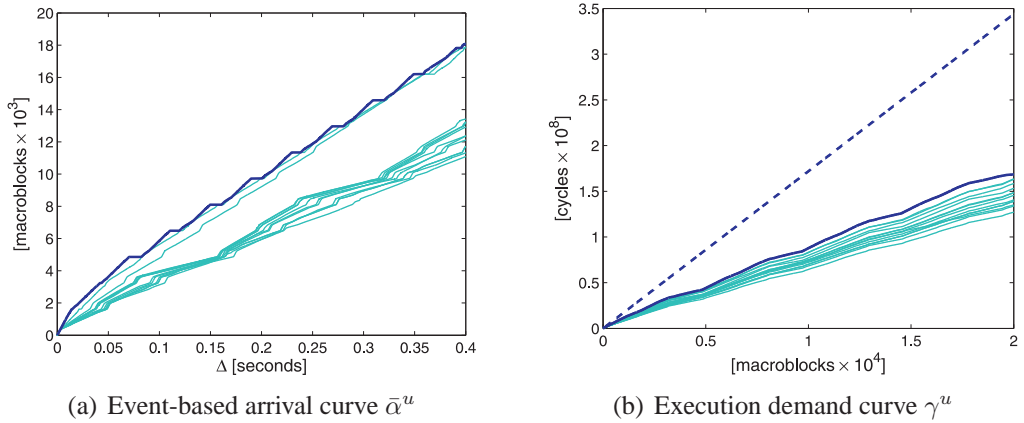 20
18
16
14
12
10
8
6
4
2
0
[macroblocks × 10³]
0 0.05 0.1 0.15 0.2 0.25 0.3 0.35 0.4
Δ [seconds]
(a) Event-based arrival curve ᾱᵘ
3.5
3
2.5
2
1.5
1
0.5
0
[cycles × 10⁸]
0 0.5 1 1.5 2
[macroblocks × 10⁴]
(b) Execution demand curve γᵘ